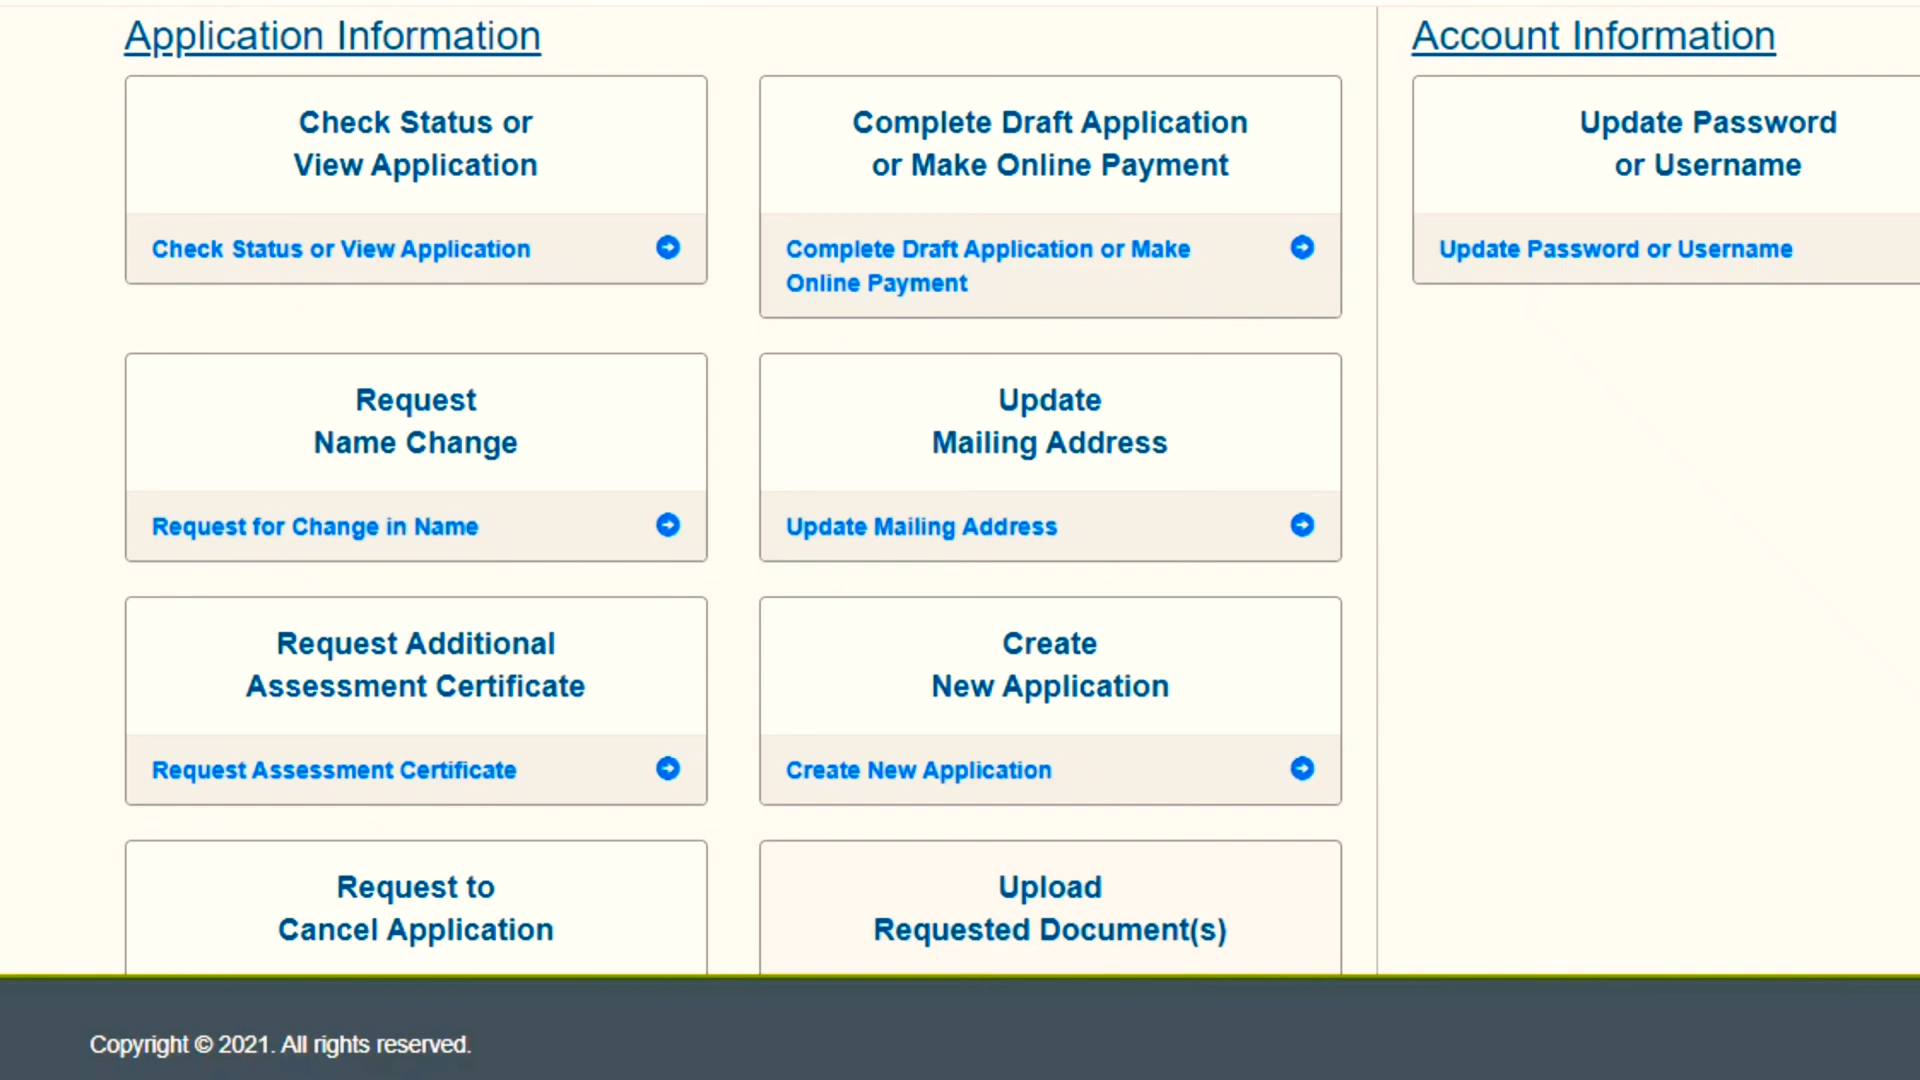 Application Information
Account Information
Check Status or
View Application
Check Status or View Application
Complete Draft Application
or Make Online Payment
Complete Draft Application or Make
Online Payment
Update Password
or Username
Update Password or Username
Request
Name Change
Request for Change in Name
Update
Mailing Address
Update Mailing Address
Request Additional
Assessment Certificate
Request Assessment Certificate
Create
New Application
Create New Application
Request to
Cancel Application
Upload
Requested Document(s)
Copyright © 2021. All rights reserved.